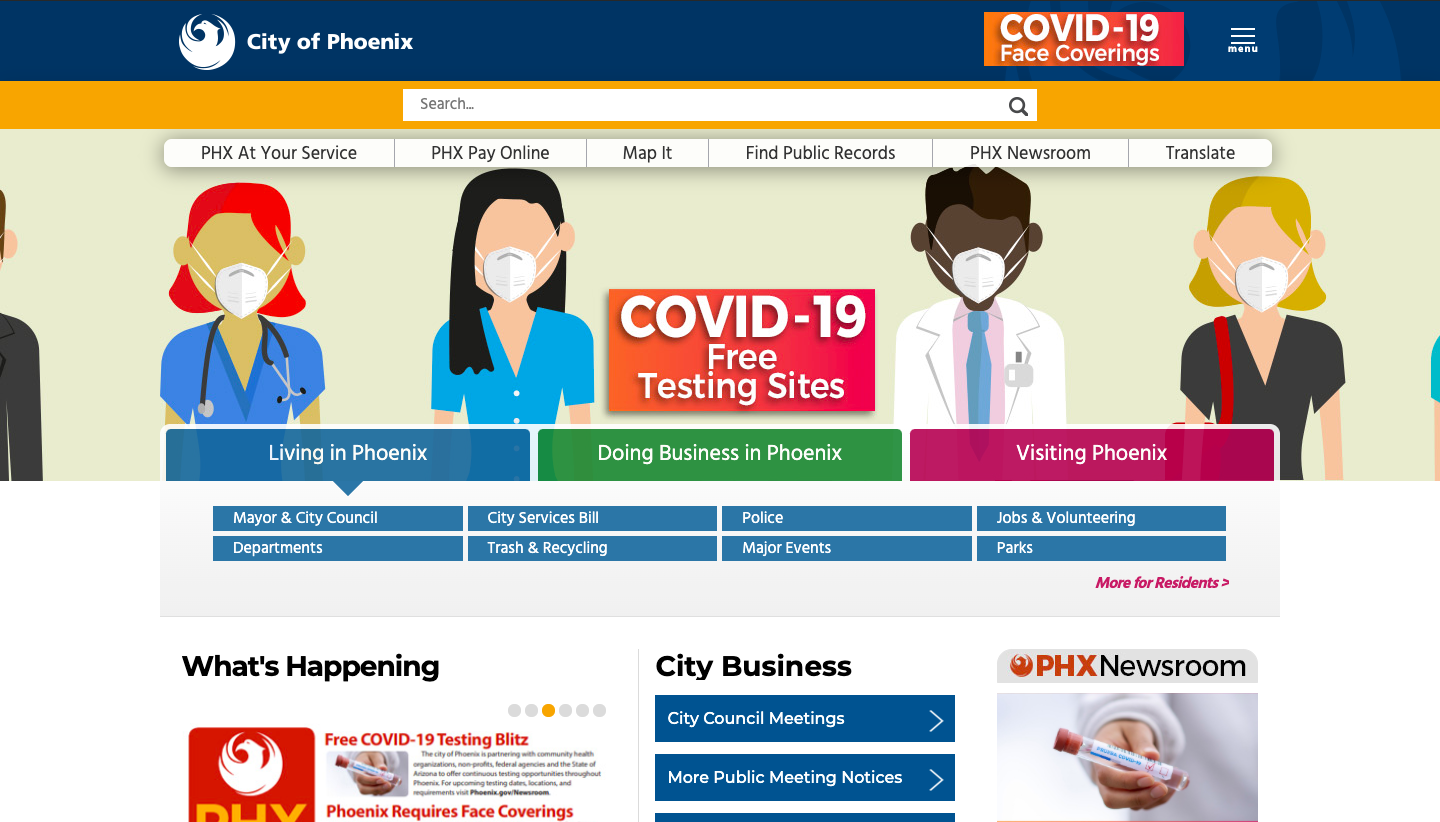 City of Phoenix
COVID-19
Face Coverings
menu
Search...
PHX At Your Service
PHX Pay Online
Map It
Find Public Records
PHX Newsroom
Translate
COVID-19
Free
Testing Sites
Living in Phoenix
Doing Business in Phoenix
Visiting Phoenix
Mayor & City Council
City Services Bill
Police
Jobs & Volunteering
Departments
Trash & Recycling
Major Events
Parks
More for Residents >
What's Happening
Free COVID-19 Testing Blitz
The city of Phoenix is partnering with community health
organizations, non-profits, federal agencies and the State of
Arizona to offer continuous testing opportunities throughout
Phoenix. For upcoming testing dates, locations, and
requirements visit Phoenix.gov/Newsroom.
Phoenix Requires Face Coverings
PHX
City Business
City Council Meetings
More Public Meeting Notices
PHXNewsroom
PRUEBA COVID-19